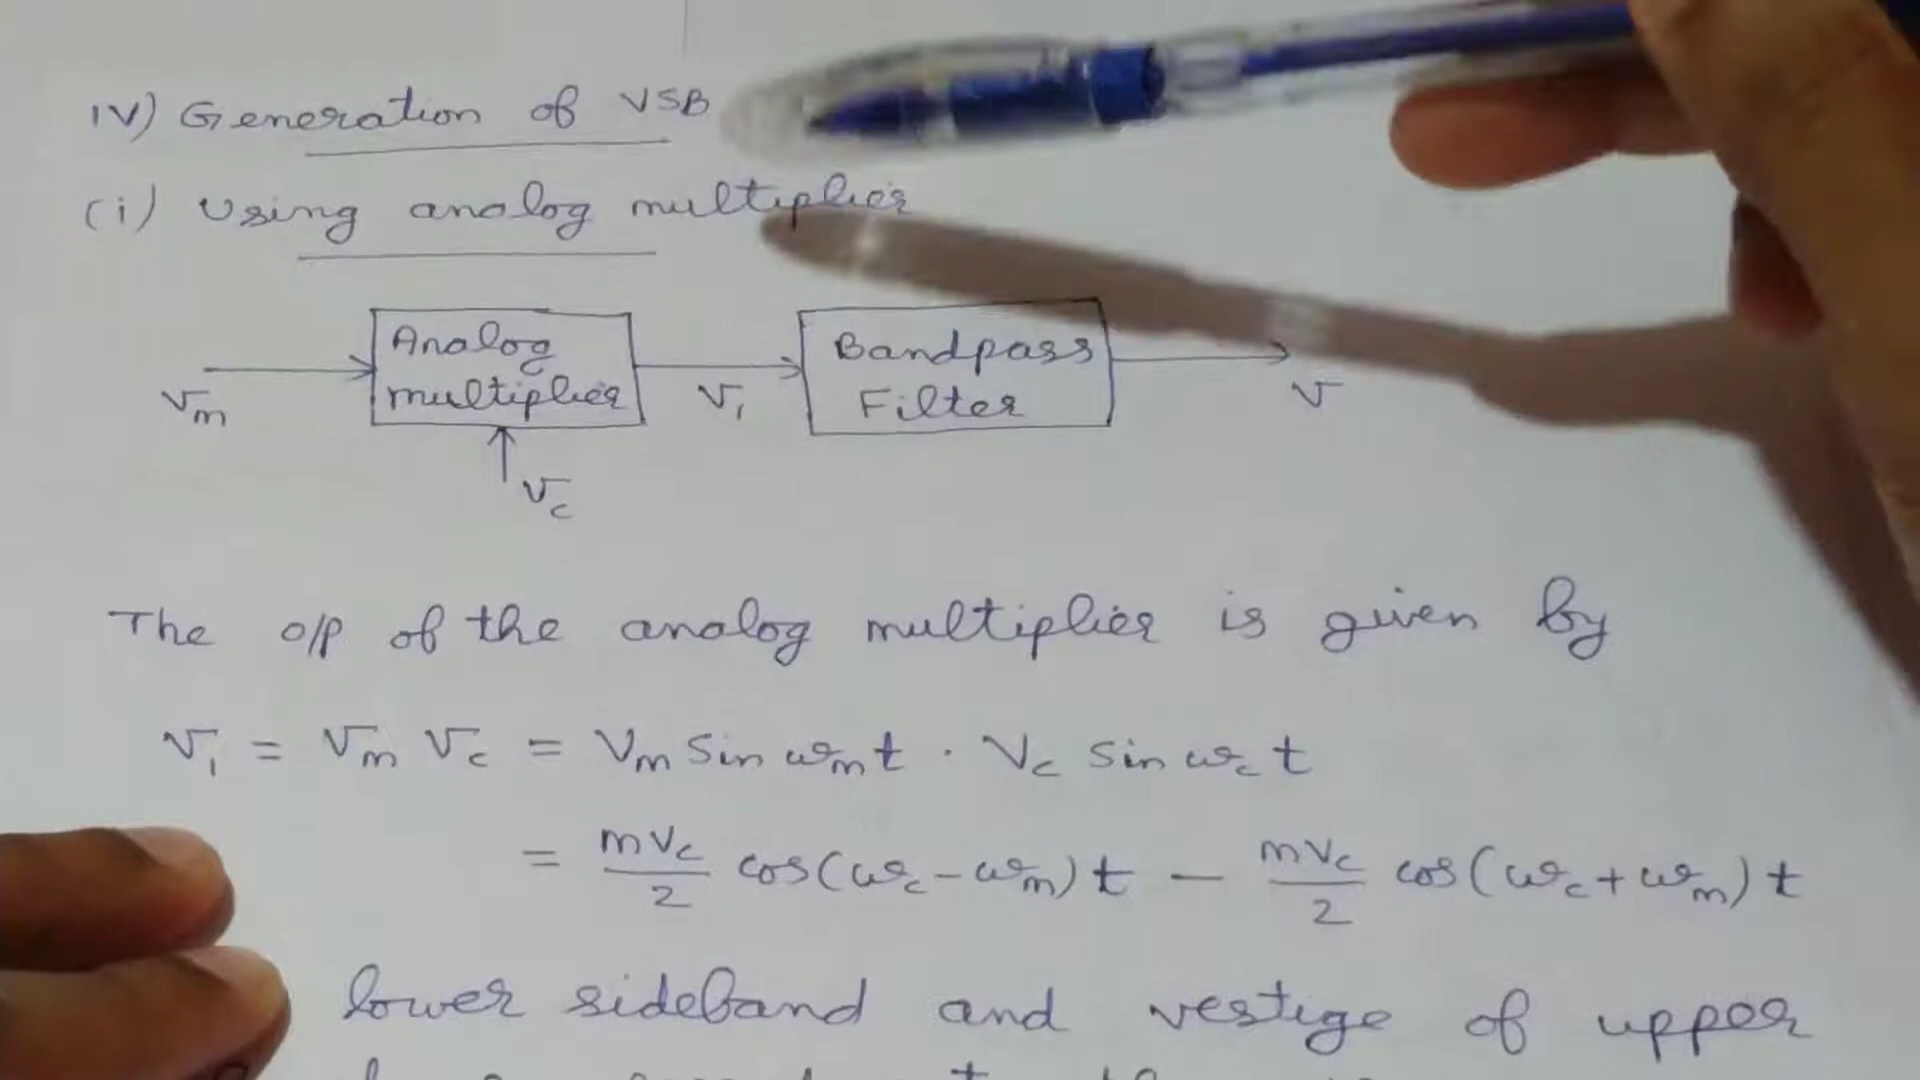 IV) Generation of VSB
(i) Using analog multiplier
Analog
multiplier
Bandpass
Filter
Vm
V1
V
Vc
The o/p of the analog multiplier is given by
V1 = Vm Vc = Vm Sin ωmt . Vc Sin ωc t
= mVc/2 cos(ωc-ωm)t - mVc/2 cos(ωc+ωm)t
lower sideband and vestige of upper